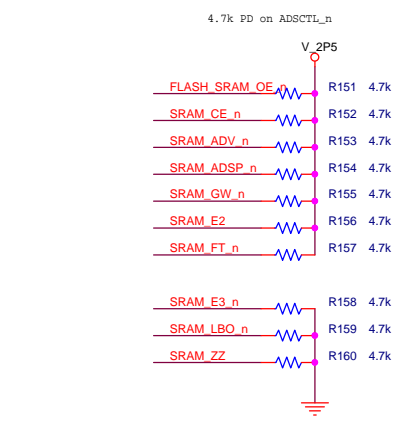 4.7k PD on ADSCTL_n
V_2P5
FLASH_SRAM_OE_n R151 4.7k
SRAM_CE_n R152 4.7k
SRAM_ADV_n R153 4.7k
SRAM_ADSP_n R154 4.7k
SRAM_GW_n R155 4.7k
SRAM_E2 R156 4.7k
SRAM_FT_n R157 4.7k
SRAM_E3_n R158 4.7k
SRAM_LBO_n R159 4.7k
SRAM_ZZ R160 4.7k